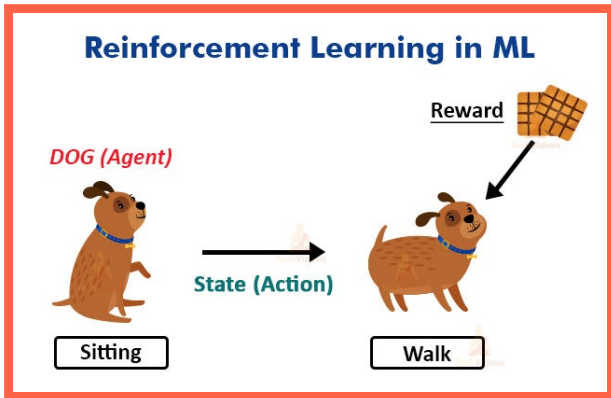 Reinforcement Learning in ML
Reward
DOG (Agent)
State (Action)
Sitting
Walk